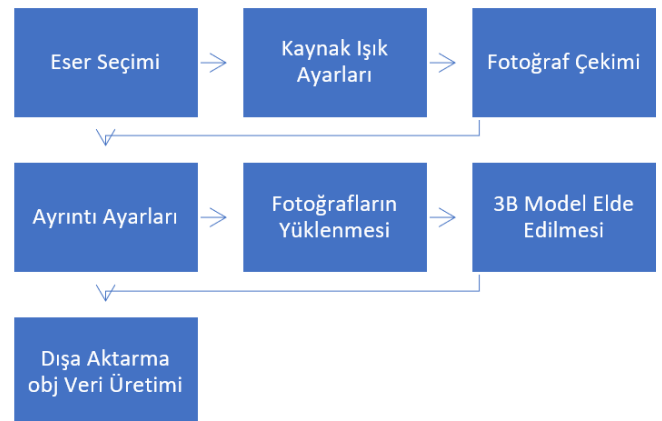 Eser Seçimi
Kaynak Işık
Ayarları
Fotoğraf Çekimi
Ayrıntı Ayarları
Fotoğrafların
Yüklenmesi
3B Model Elde
Edilmesi
Dışa Aktarma
obj Veri Üretimi